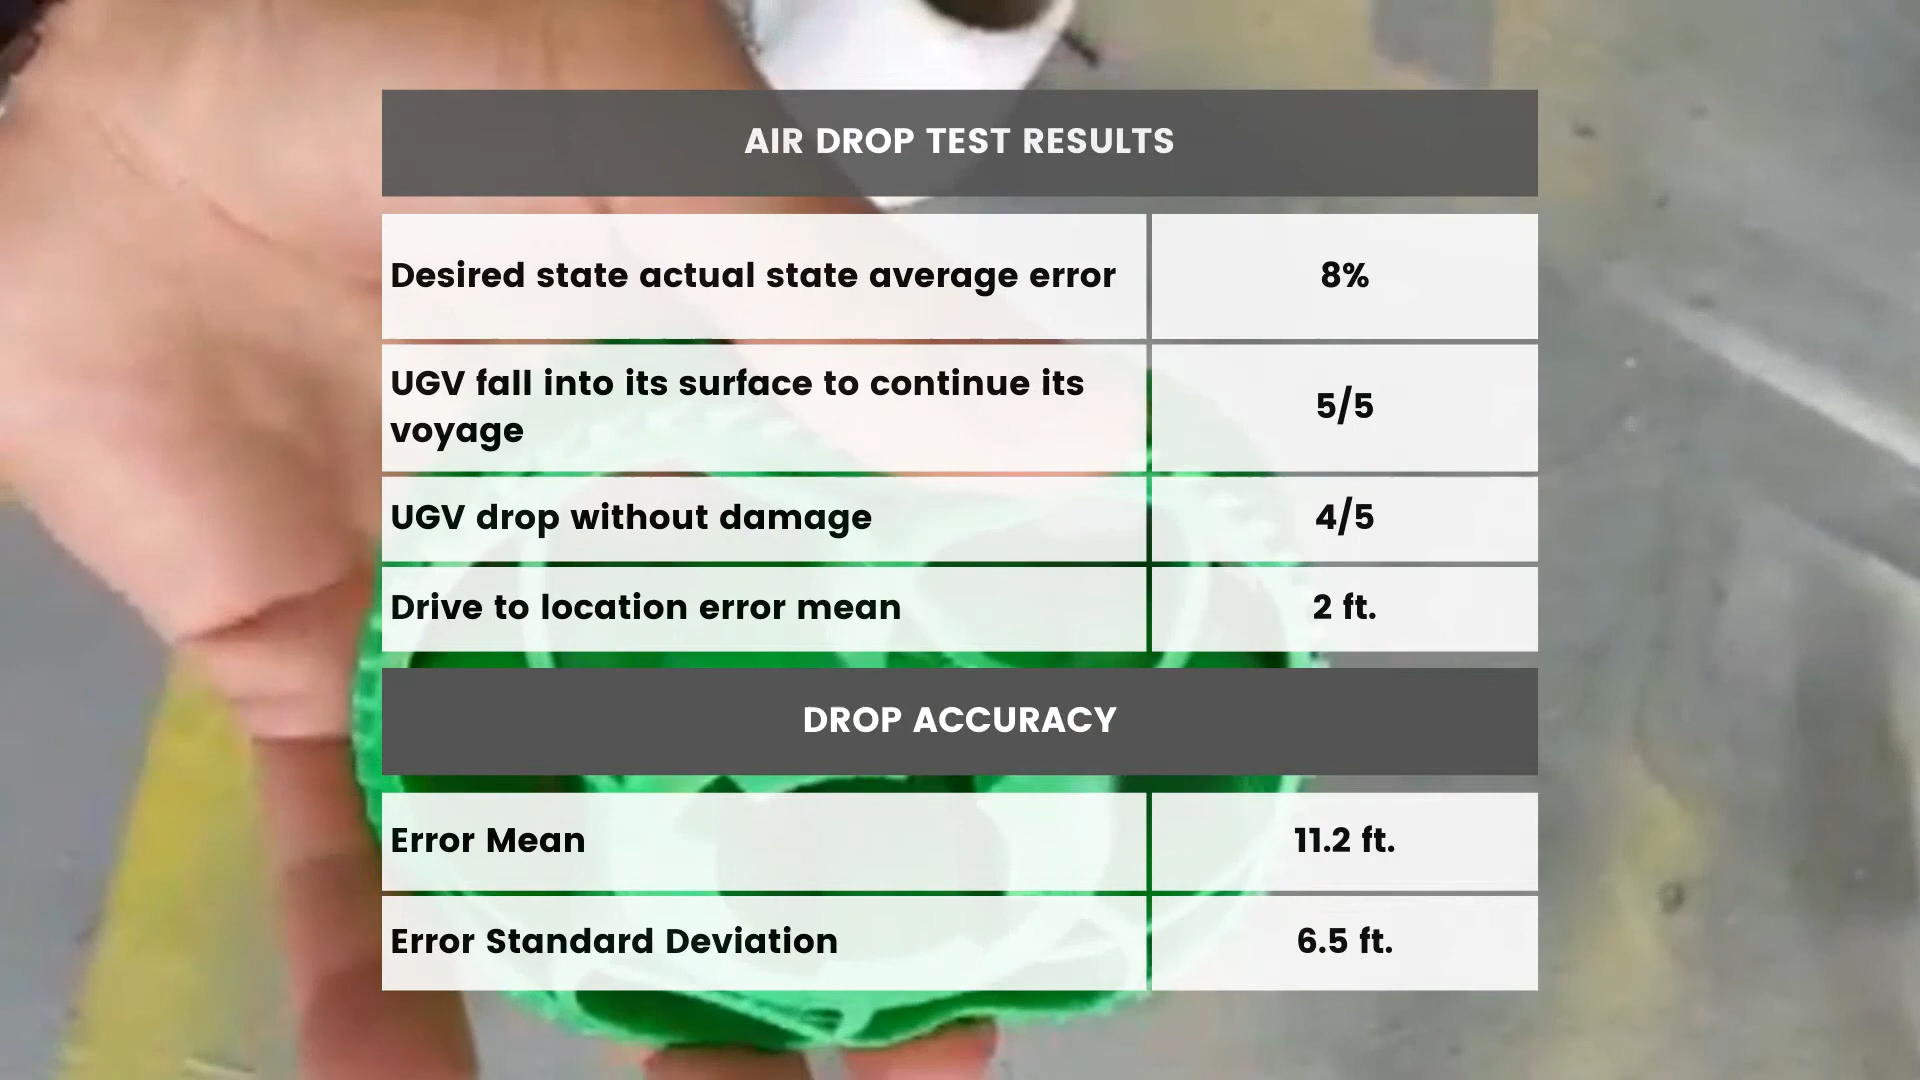 AIR DROP TEST RESULTS
Desired state actual state average error
8%
UGV fall into its surface to continue its
voyage
5/5
UGV drop without damage
4/5
Drive to location error mean
2 ft.
DROP ACCURACY
Error Mean
11.2 ft.
Error Standard Deviation
6.5 ft.